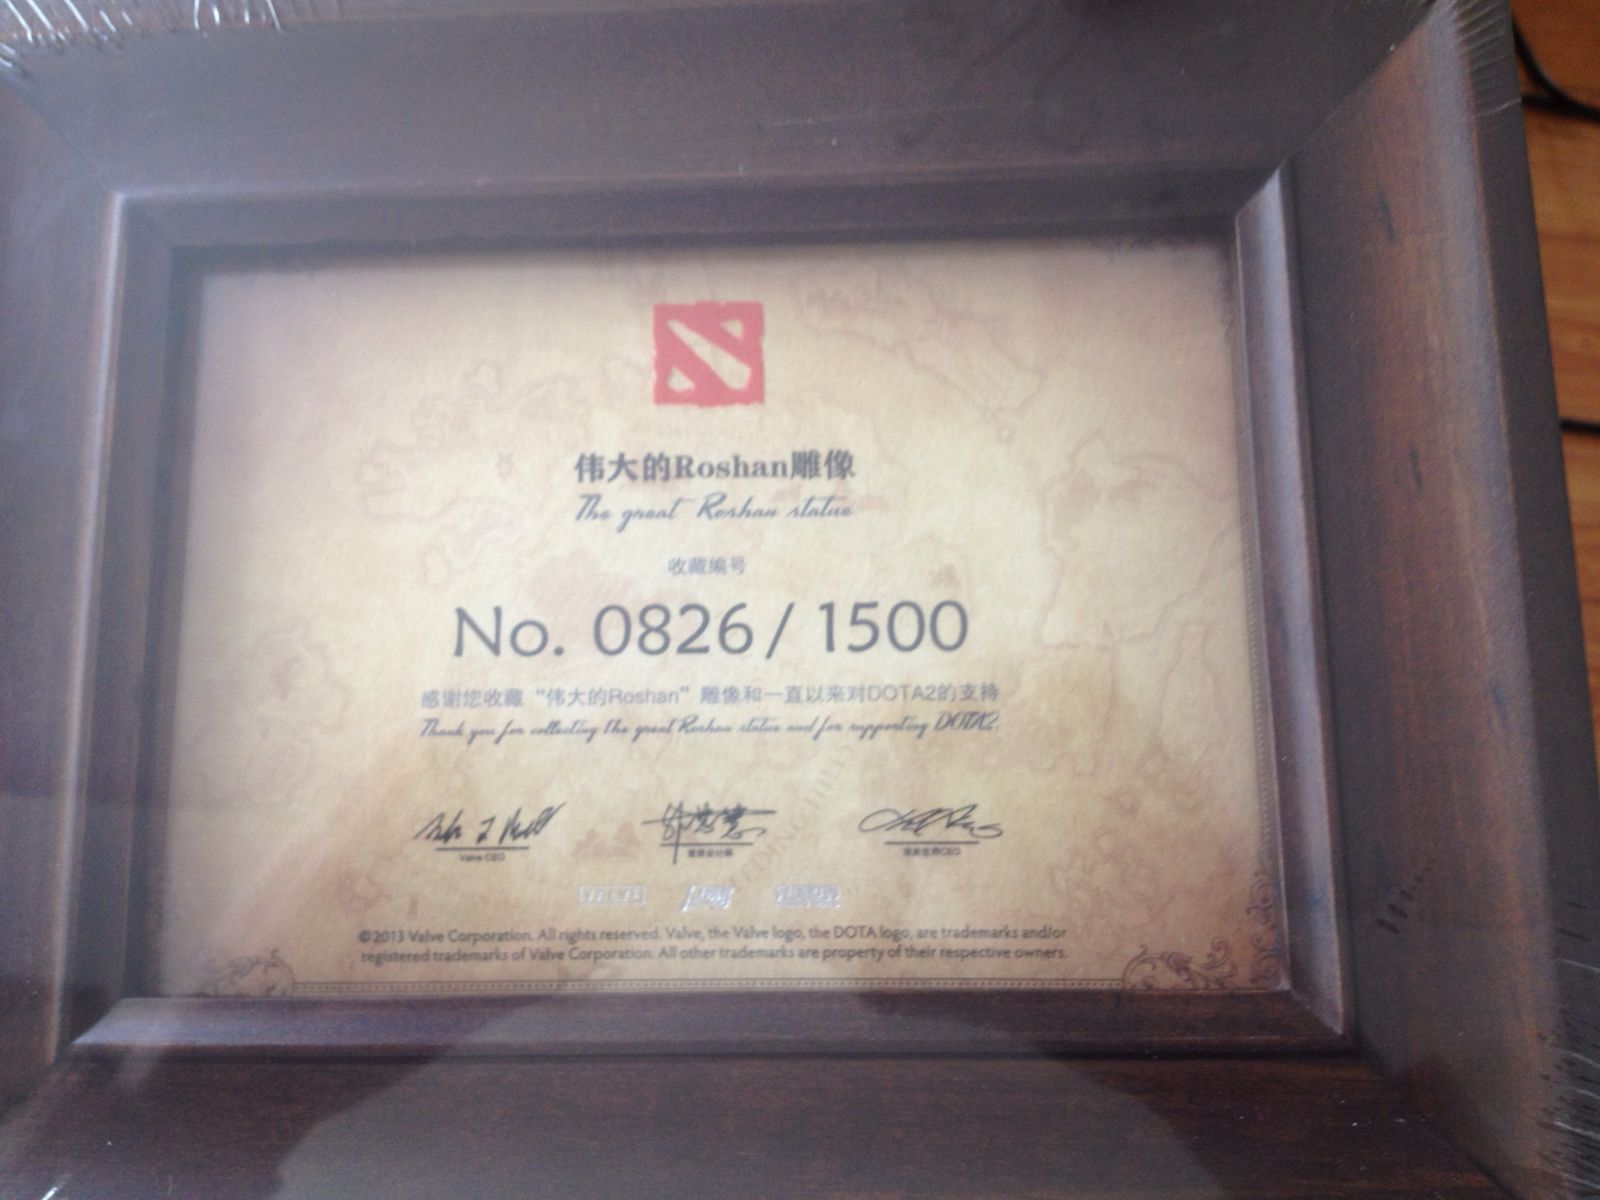 伟大的Roshan雕像
The great Roshan statue
收藏编号
No. 0826 / 1500
感谢您收藏“伟大的Roshan”雕像和一直以来对DOTA2的支持
Thank you for collecting the great Roshan statue and for supporting DOTA2.
Valve CEO
VALVE
©2013 Valve Corporation. All rights reserved. Valve, the Valve logo, the DOTA logo, are trademarks and/or
registered trademarks of Valve Corporation. All other trademarks are property of their respective owners.